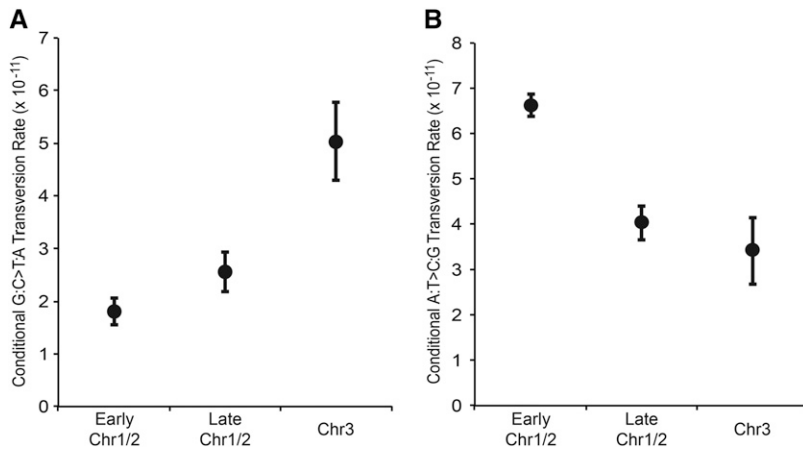 A
Conditional G:C>T:A Transversion Rate (x 10⁻¹¹)
7
6
5
4
3
2
1
0
Early
Chr1/2
Late
Chr1/2
Chr3
B
Conditional A:T>C:G Transversion Rate (x 10⁻¹¹)
8
7
6
5
4
3
2
1
0
Early
Chr1/2
Late
Chr1/2
Chr3